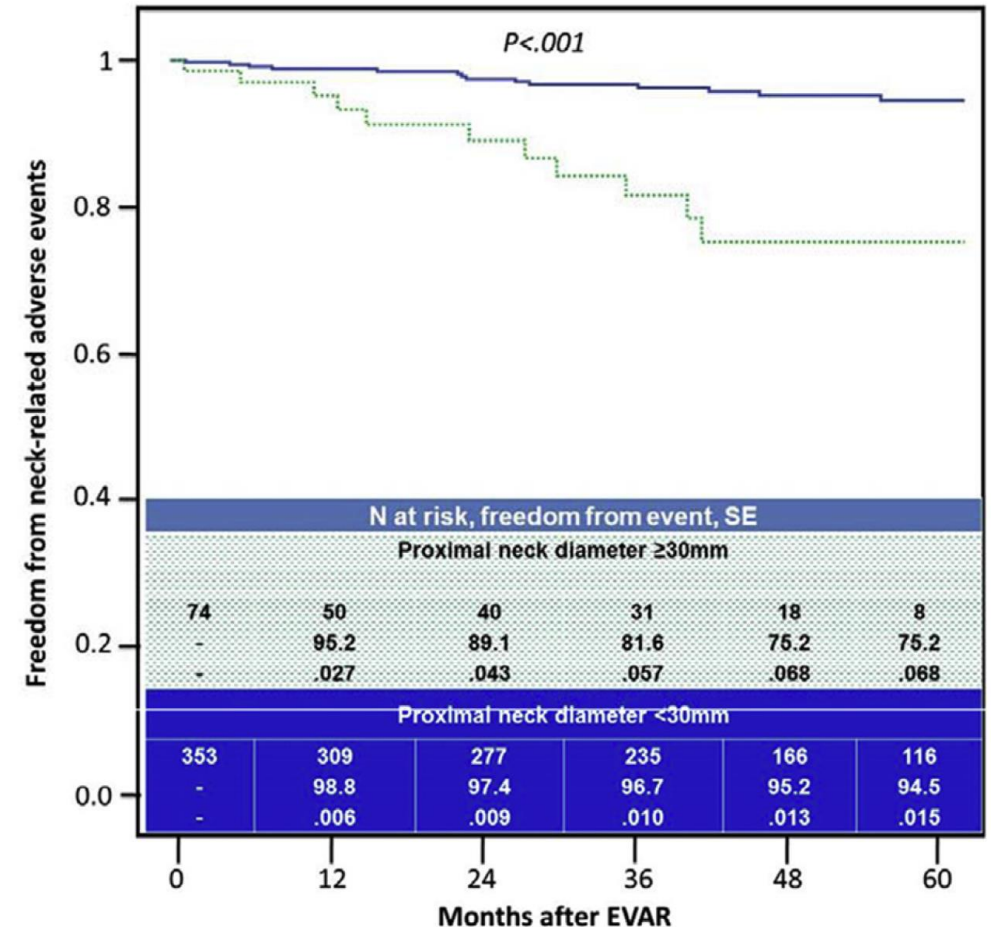 P<.001
Freedom from neck-related adverse events
1
0.8
0.6
0.4
0.2
0.0
N at risk, freedom from event, SE
Proximal neck diameter ≥30mm
74 50 40 31 18 8
- 95.2 89.1 81.6 75.2 75.2
- .027 .043 .057 .068 .068
Proximal neck diameter <30mm
353 309 277 235 166 116
- 98.8 97.4 96.7 95.2 94.5
- .006 .009 .010 .013 .015
0 12 24 36 48 60
Months after EVAR